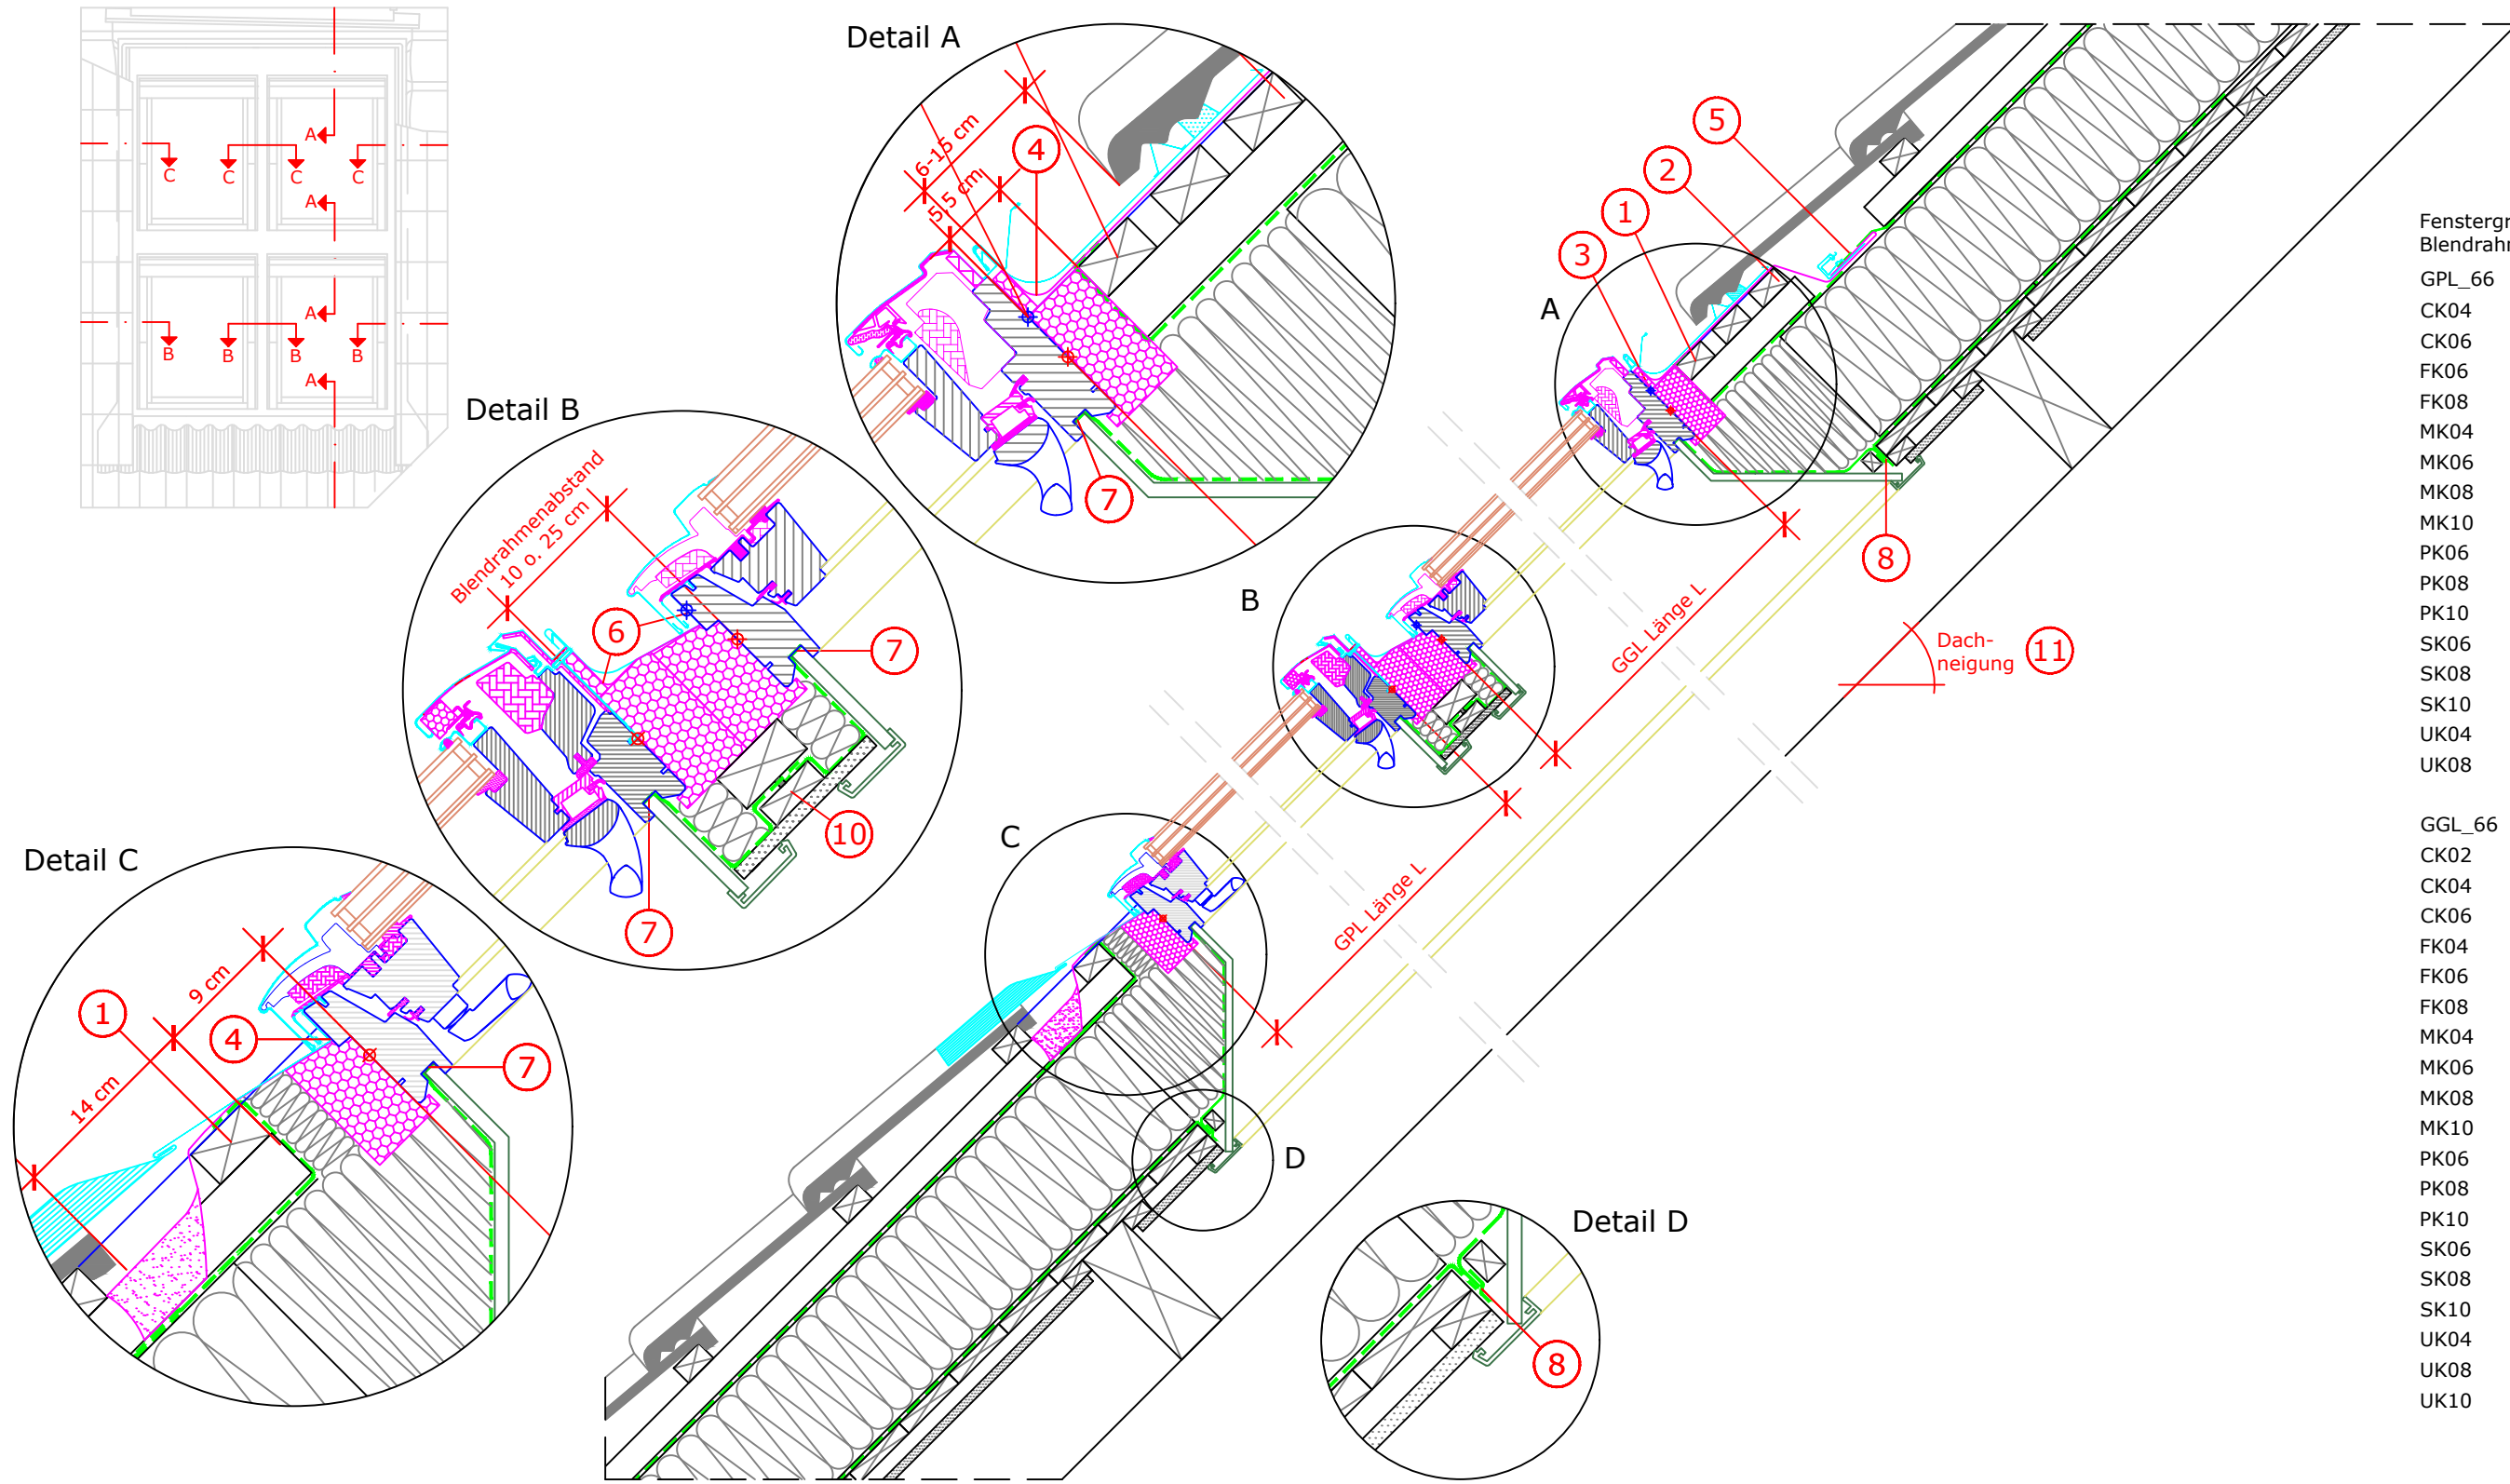 A
A
C
C
C
C
A
A
B
B
B
B
A
Detail A
6-15 cm
5,5 cm
4
7
Detail B
Blendrahmenabstand
10 o. 25 cm
6
7
10
7
Detail C
9 cm
14 cm
1
4
7
5
2
1
3
A
8
B
GGL Länge L
Dach-
neigung
11
C
GPL Länge L
D
Detail D
8
GPL_66
CK04
CK06
FK06
FK08
MK04
MK06
MK08
MK10
PK06
PK08
PK10
SK06
SK08
SK10
UK04
UK08
GGL_66
CK02
CK04
CK06
FK04
FK06
FK08
MK04
MK06
MK08
MK10
PK06
PK08
PK10
SK06
SK08
SK10
UK04
UK08
UK10